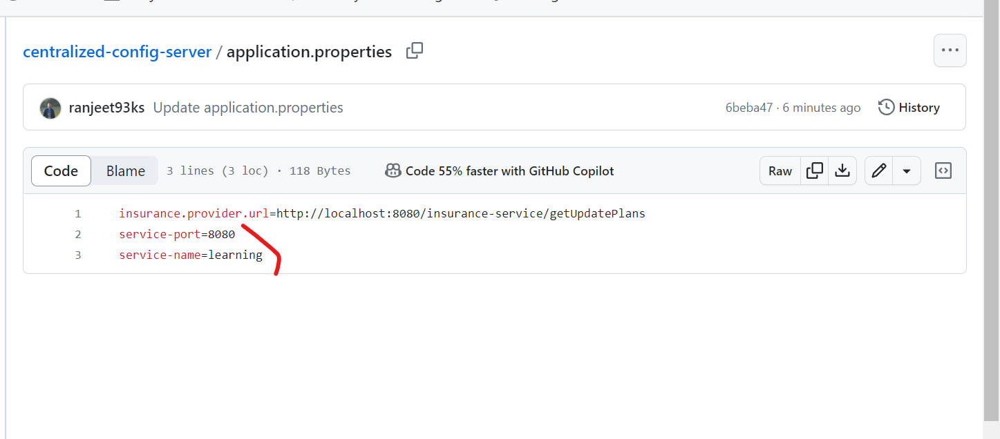 centralized-config-server / application.properties
ranjeet93ks Update application.properties 6beba47 · 6 minutes ago History
Code Blame 3 lines (3 loc) · 118 Bytes Code 55% faster with GitHub Copilot Raw
1 insurance.provider.url=http://localhost:8080/insurance-service/getUpdatePlans
2 service-port=8080
3 service-name=learning